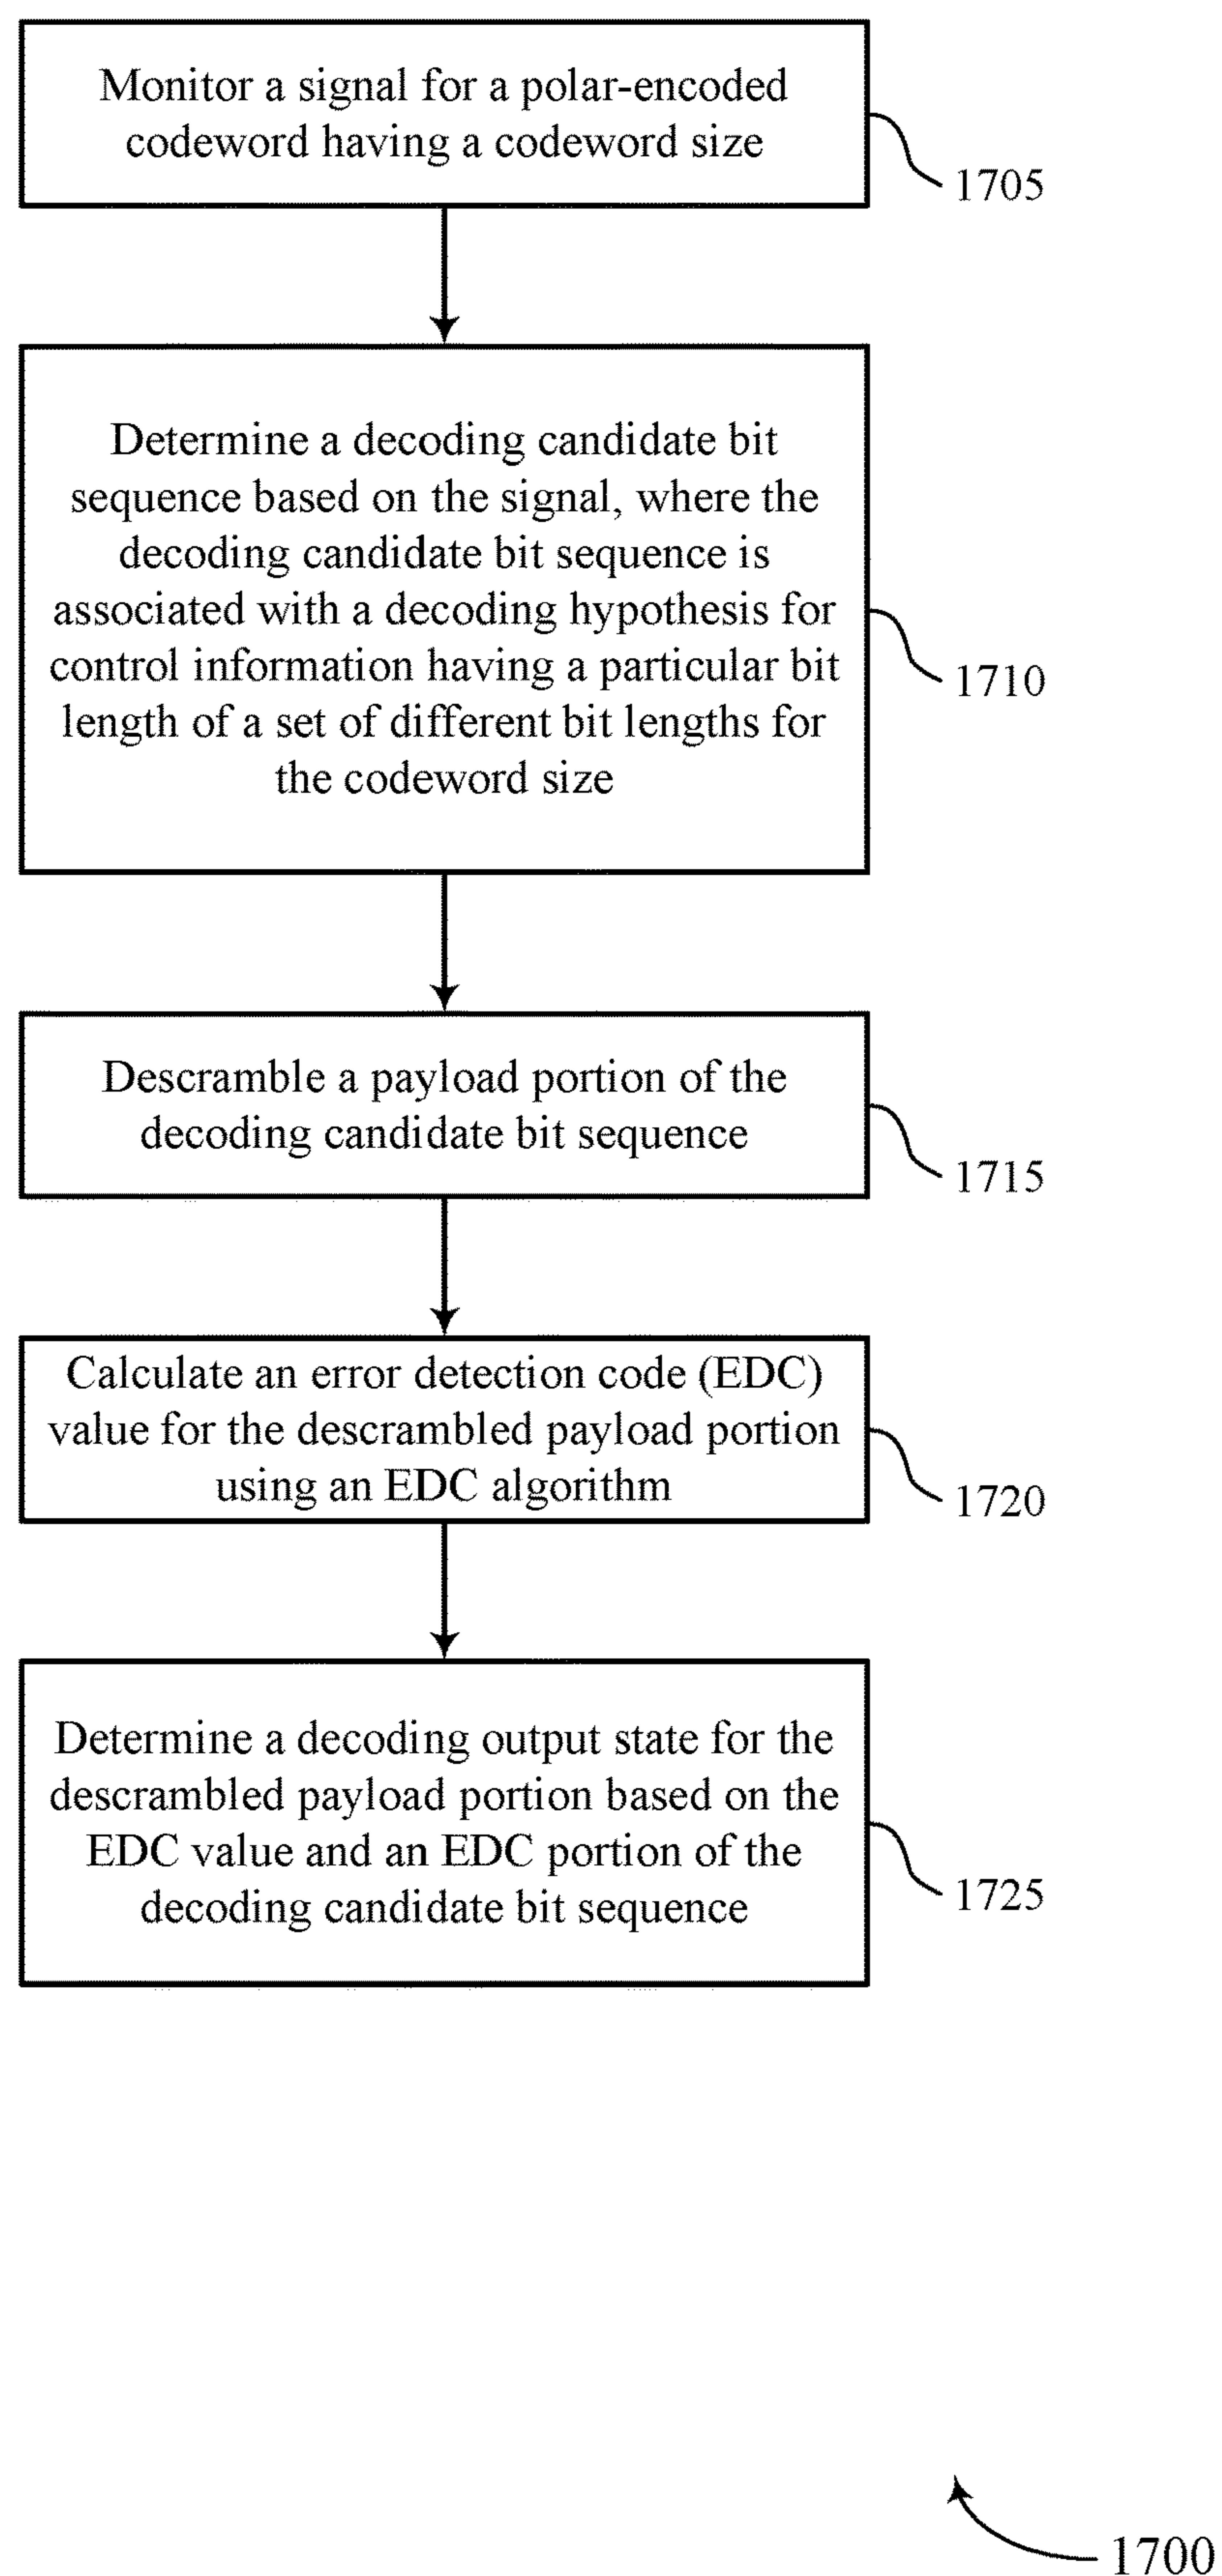 Monitor a signal for a polar-encoded
codeword having a codeword size
1705
Determine a decoding candidate bit
sequence based on the signal, where the
decoding candidate bit sequence is
associated with a decoding hypothesis for
control information having a particular bit
length of a set of different bit lengths for
the codeword size
1710
Descramble a payload portion of the
decoding candidate bit sequence
1715
Calculate an error detection code (EDC)
value for the descrambled payload portion
using an EDC algorithm
1720
Determine a decoding output state for the
descrambled payload portion based on the
EDC value and an EDC portion of the
decoding candidate bit sequence
1725
1700